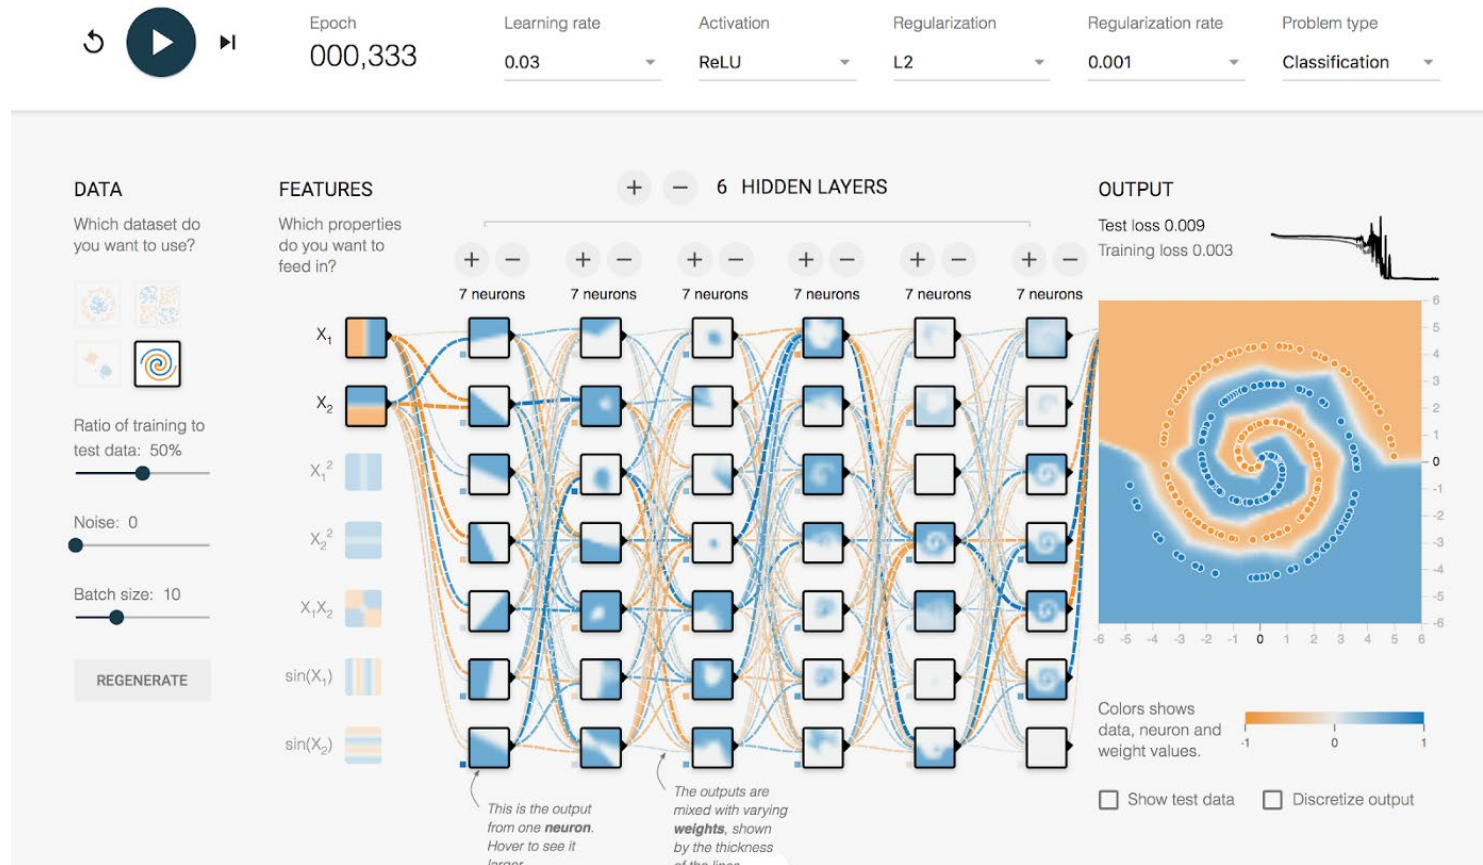 Epoch
000,333
Learning rate
0.03
Activation
ReLU
Regularization
L2
Regularization rate
0.001
Problem type
Classification
DATA
Which dataset do
you want to use?
Ratio of training to
test data: 50%
Noise: 0
Batch size: 10
REGENERATE
FEATURES
Which properties
do you want to
feed in?
X₁
X₂
X₁²
X₂²
X₁X₂
sin(X₁)
sin(X₂)
+ − 6 HIDDEN LAYERS
+ − + − + − + − + − + −
7 neurons 7 neurons 7 neurons 7 neurons 7 neurons 7 neurons
This is the output
from one neuron.
Hover to see it
larger.
The outputs are
mixed with varying
weights, shown
by the thickness
of the lines.
OUTPUT
Test loss 0.009
Training loss 0.003
6
5
4
3
2
1
0
-1
-2
-3
-4
-5
-6
-6 -5 -4 -3 -2 -1 0 1 2 3 4 5 6
Colors shows
data, neuron and
weight values.
-1 0 1
Show test data
Discretize output